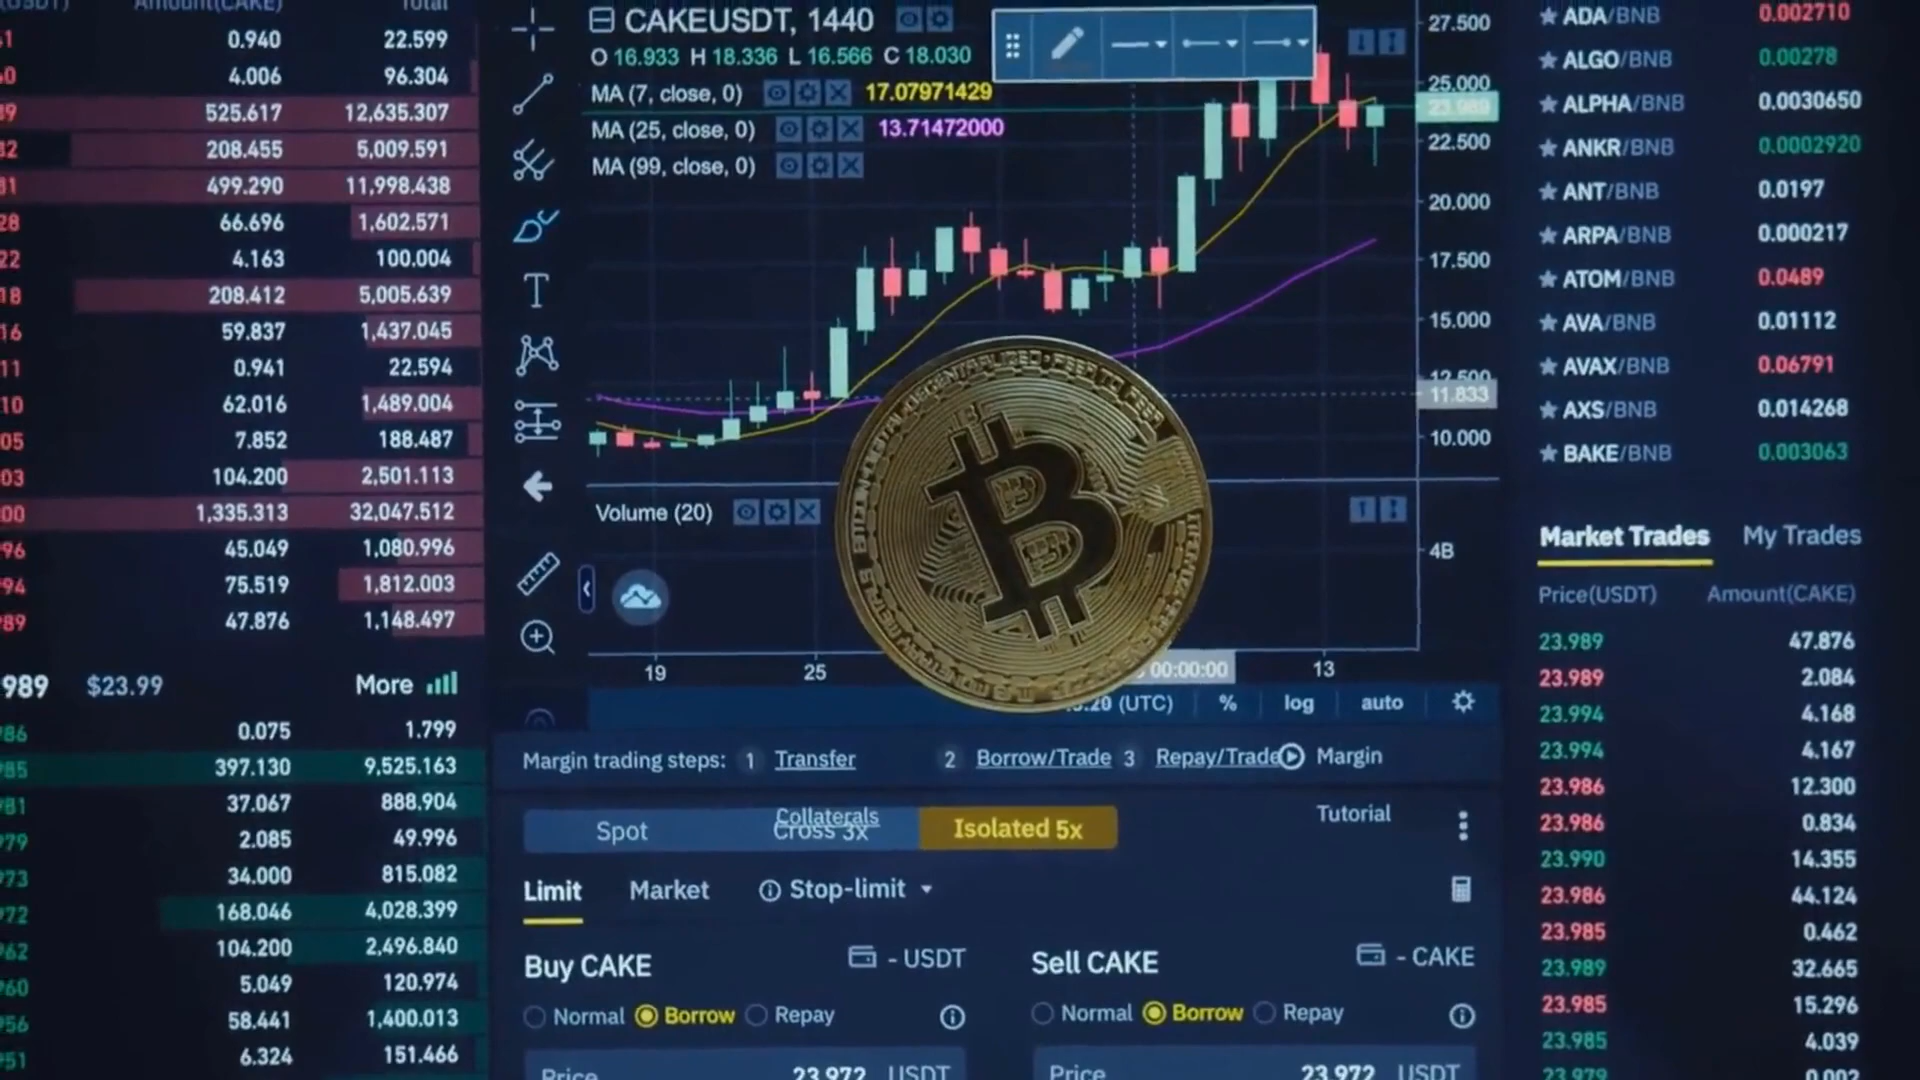 Amount(CAKE) Total
0.940 22.599
4.006 96.304
525.617 12,635.307
208.455 5,009.591
499.290 11,998.438
66.696 1,602.571
4.163 100.004
208.412 5,005.639
59.837 1,437.045
0.941 22.594
62.016 1,489.004
7.852 188.487
104.200 2,501.113
1,335.313 32,047.512
45.049 1,080.996
75.519 1,812.003
47.876 1,148.497
989 $23.99 More
0.075 1.799
397.130 9,525.163
37.067 888.904
2.085 49.996
34.000 815.082
168.046 4,028.399
104.200 2,496.840
5.049 120.974
58.441 1,400.013
6.324 151.466
CAKEUSDT, 1440
O 16.933 H 18.336 L 16.566 C 18.030
MA (7, close, 0) 17.07971429
MA (25, close, 0) 13.71472000
MA (99, close, 0)
27.500
25.000
23.989
22.500
20.000
17.500
15.000
12.500
11.833
10.000
Volume (20)
4B
19 25 00:00:00 13
(UTC) % log auto
Margin trading steps: 1 Transfer 2 Borrow/Trade 3 Repay/Trade Margin
Collaterals Tutorial
Spot Cross 3x Isolated 5x
Limit Market Stop-limit
Buy CAKE - USDT
Normal Borrow Repay
Price 23.972 USDT
Sell CAKE - CAKE
Normal Borrow Repay
Price 23.972 USDT
ADA/BNB 0.002710
ALGO/BNB 0.00278
ALPHA/BNB 0.0030650
ANKR/BNB 0.0002920
ANT/BNB 0.0197
ARPA/BNB 0.000217
ATOM/BNB 0.0489
AVA/BNB 0.01112
AVAX/BNB 0.06791
AXS/BNB 0.014268
BAKE/BNB 0.003063
Market Trades My Trades
Price(USDT) Amount(CAKE)
23.989 47.876
23.989 2.084
23.994 4.168
23.994 4.167
23.986 12.300
23.986 0.834
23.990 14.355
23.986 44.124
23.985 0.462
23.989 32.665
23.985 15.296
23.985 4.039